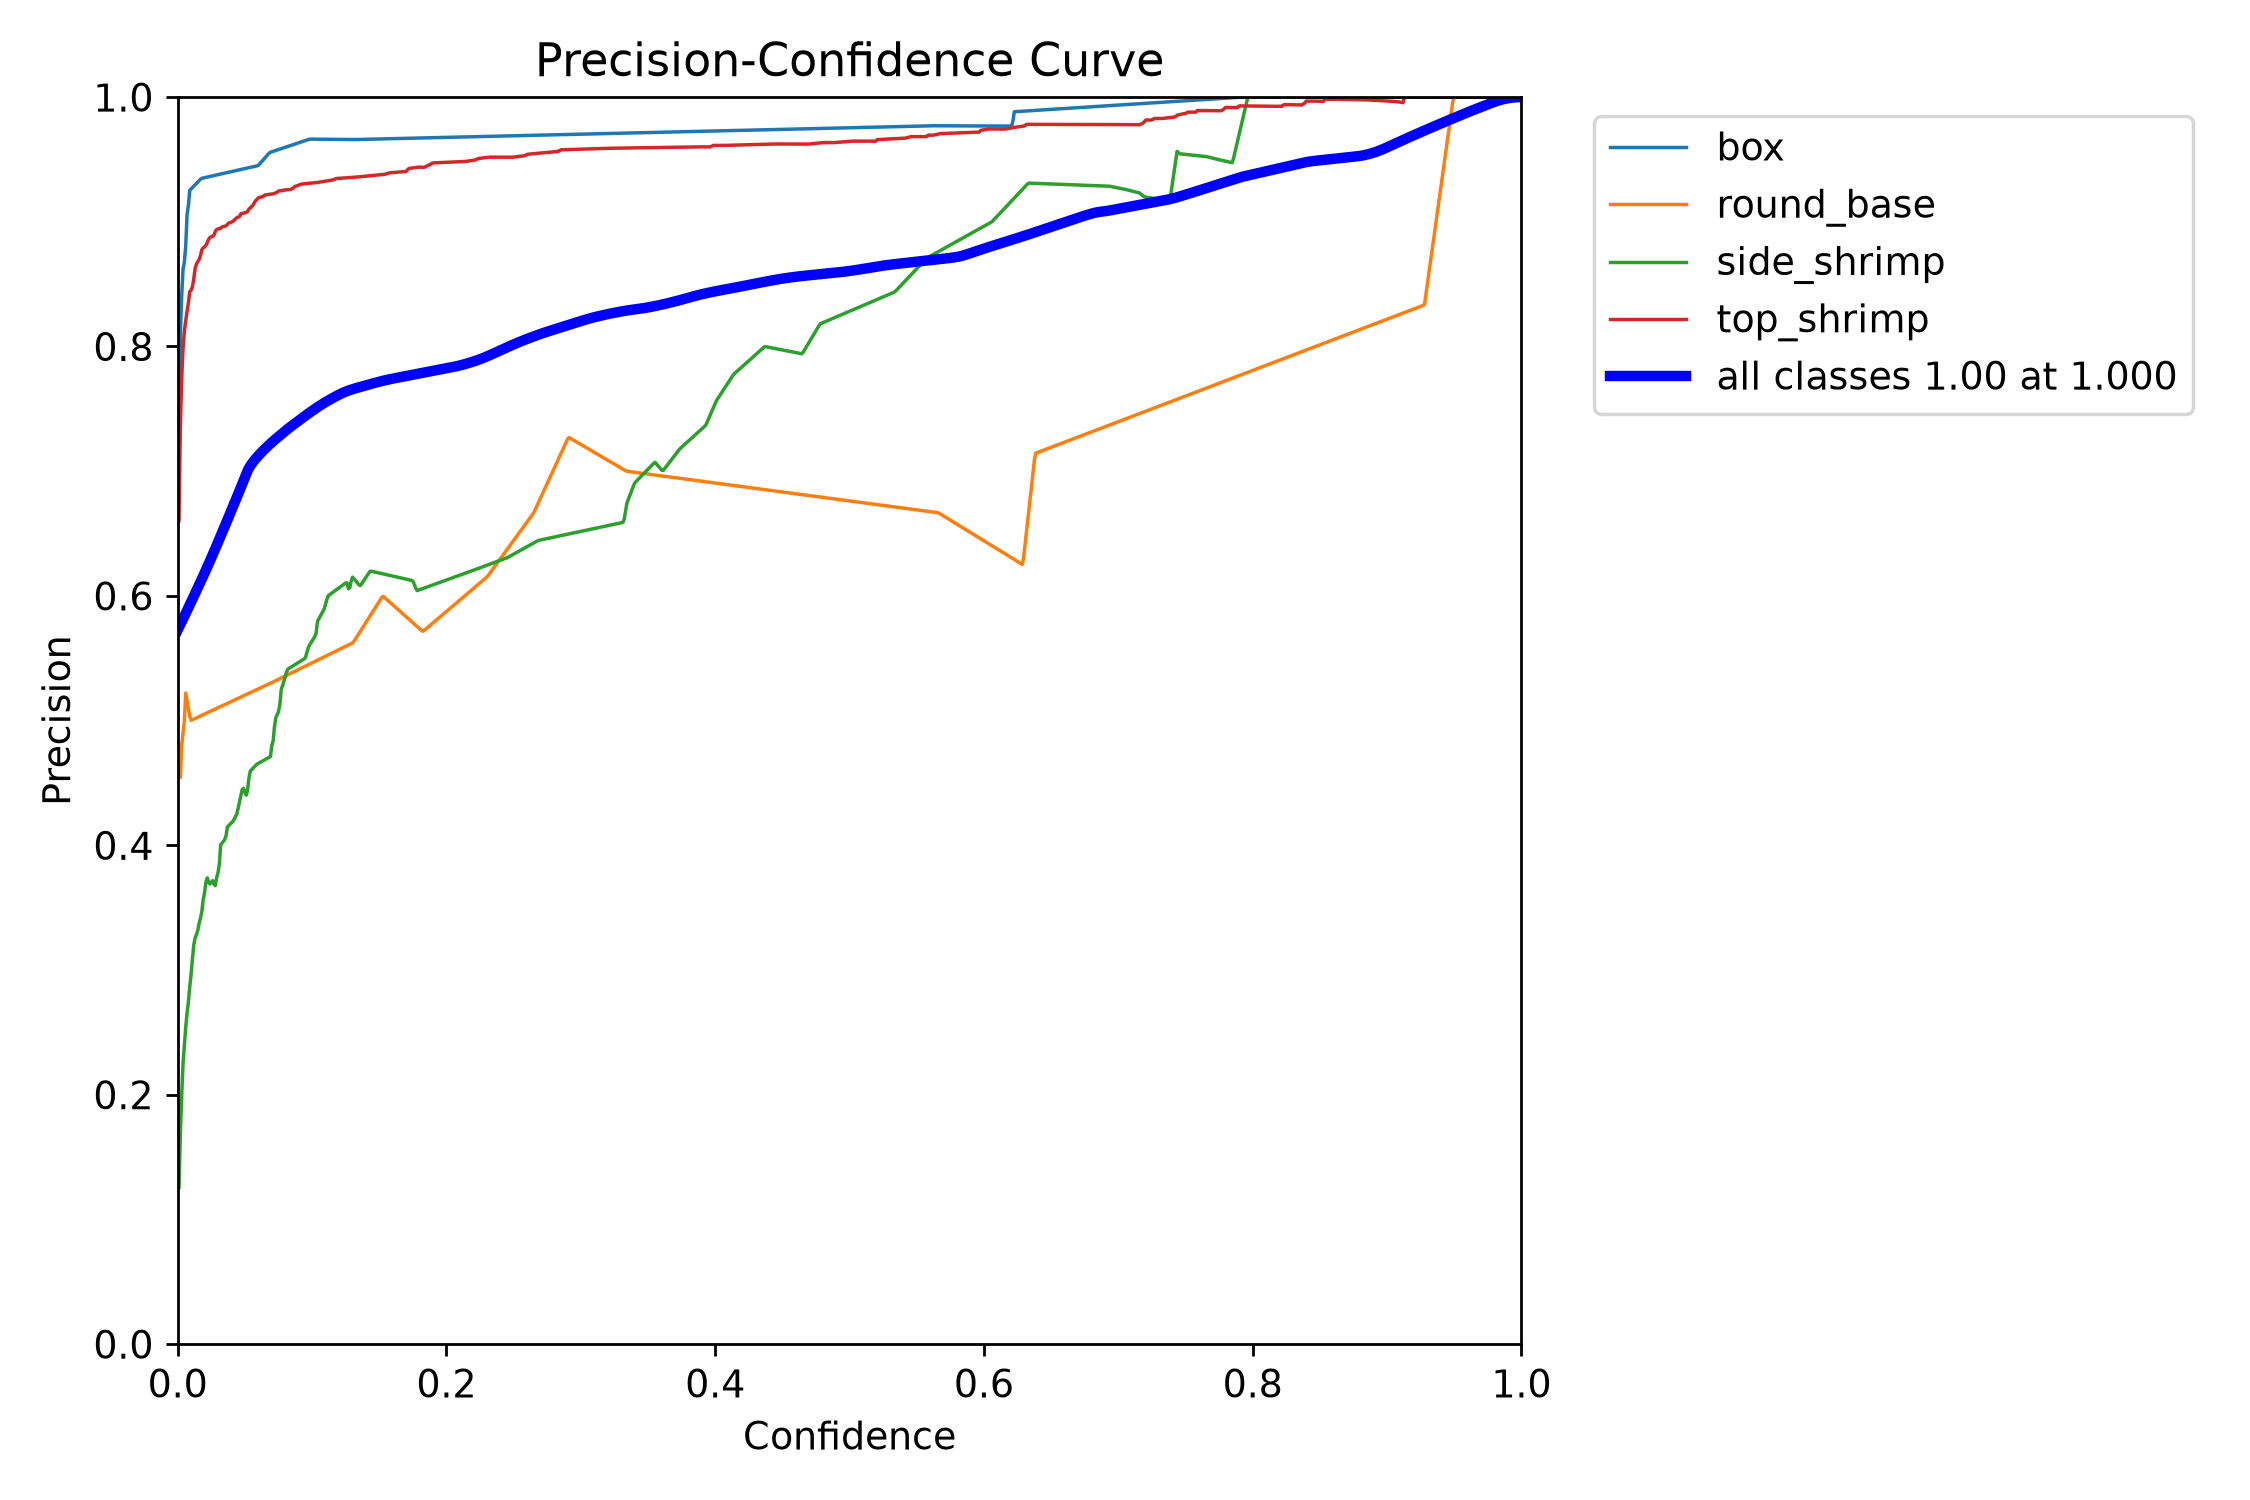 Precision-Confidence Curve
1.0
0.8
0.6
0.4
0.2
0.0
Precision
0.0 0.2 0.4 0.6 0.8 1.0
Confidence
box
round_base
side_shrimp
top_shrimp
all classes 1.00 at 1.000